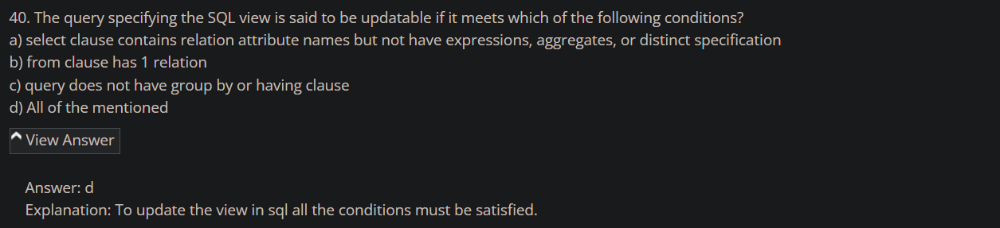 40. The query specifying the SQL view is said to be updatable if it meets which of the following conditions?
a) select clause contains relation attribute names but not have expressions, aggregates, or distinct specification
b) from clause has 1 relation
c) query does not have group by or having clause
d) All of the mentioned
View Answer
Answer: d
Explanation: To update the view in sql all the conditions must be satisfied.